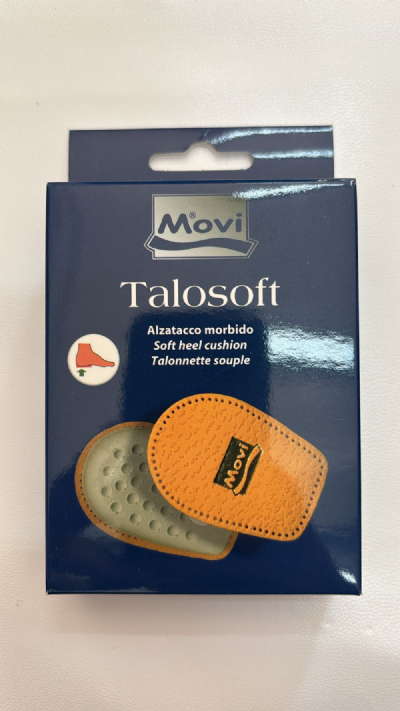 Movi®
Talosoft
Alzatacco morbido
Soft heel cushion
Talonnette souple
Movi